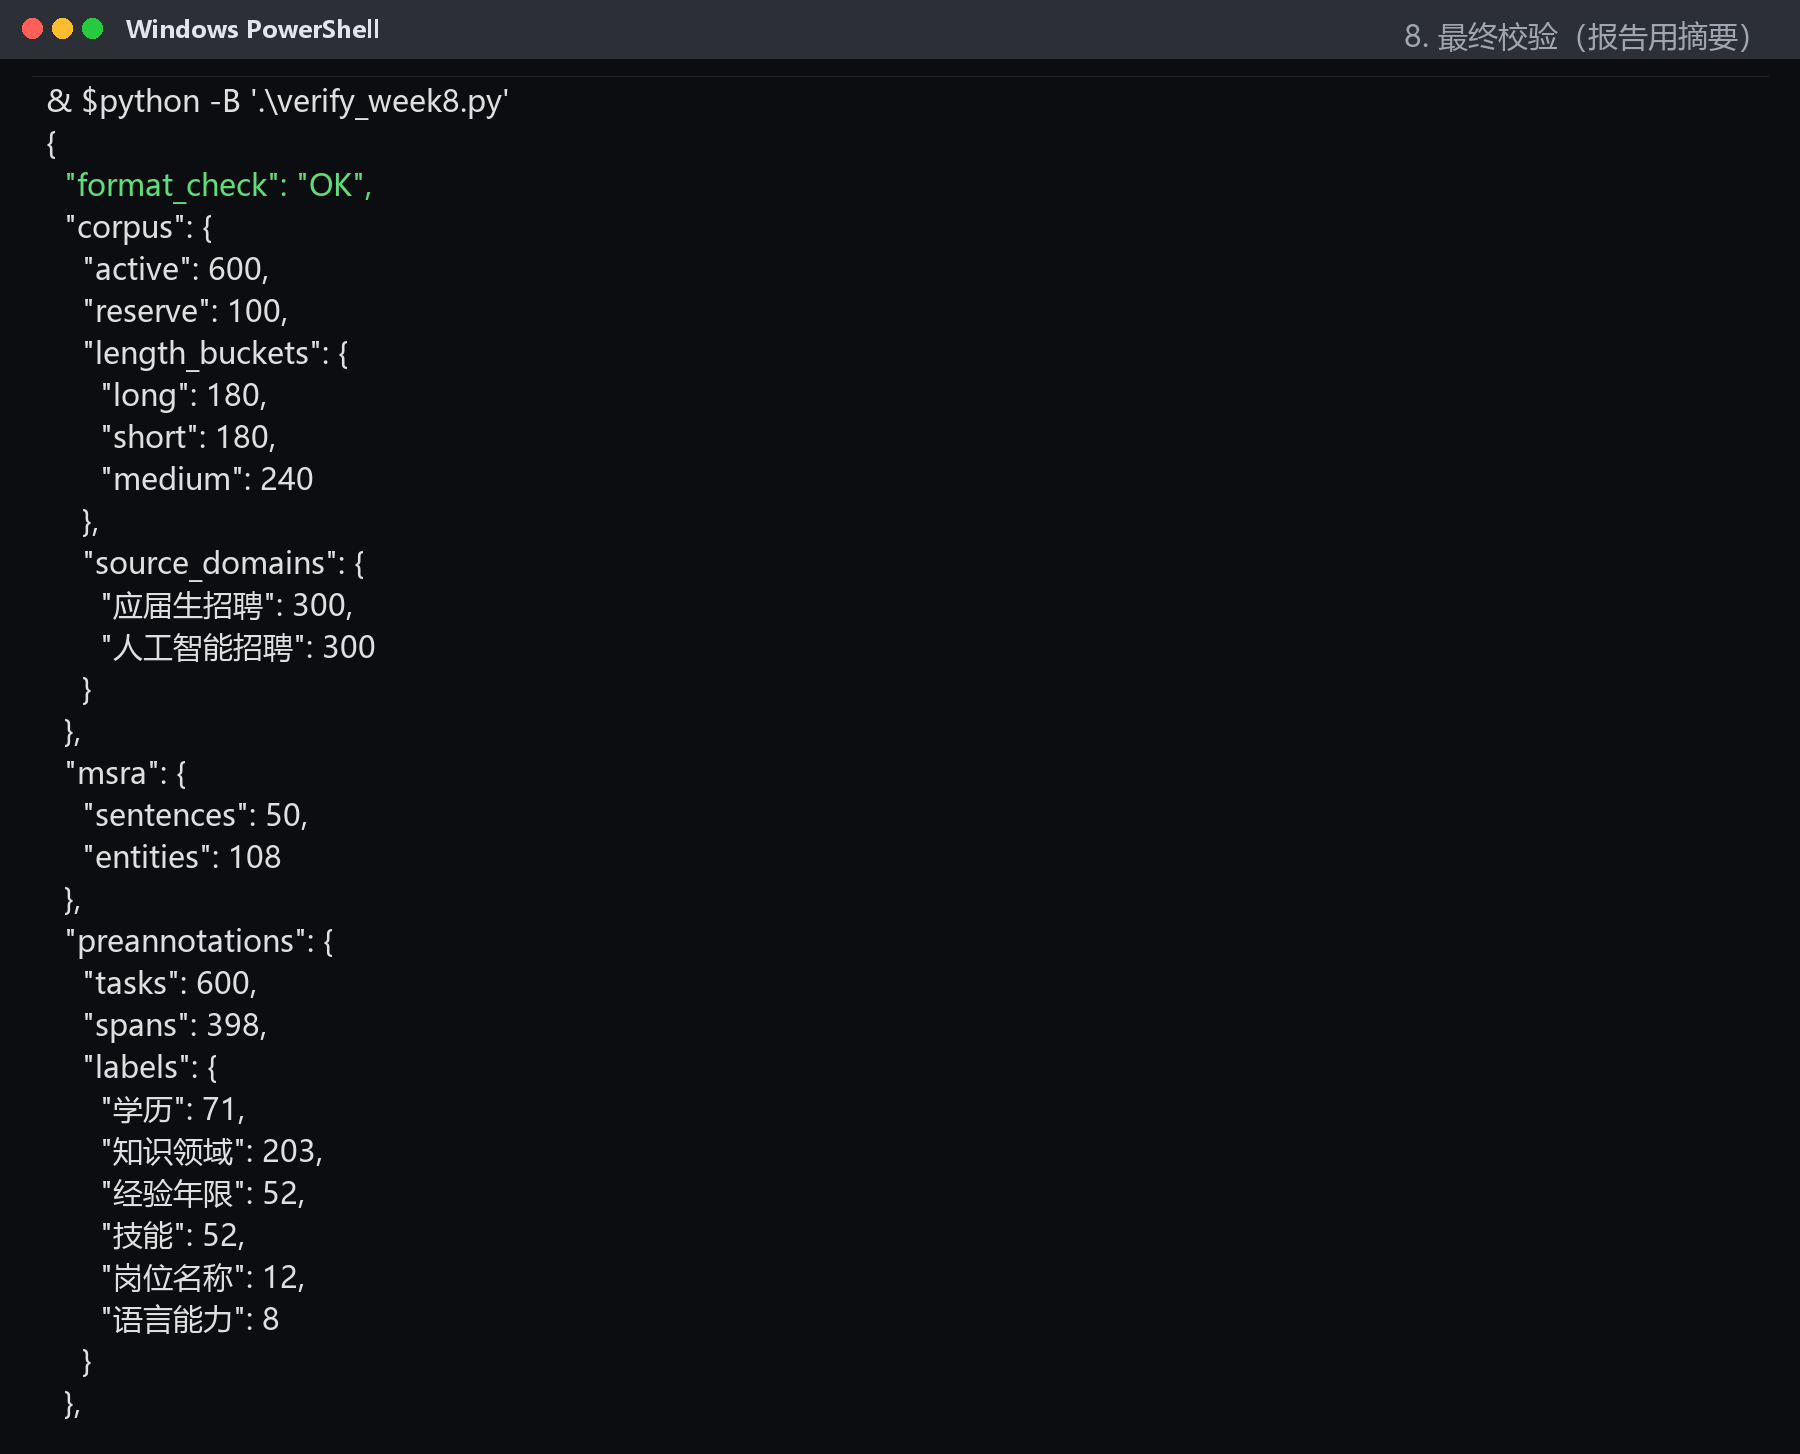 Windows PowerShell
8. 最终校验（报告用摘要）
& $python -B '.\verify_week8.py'
{
"format_check": "OK",
"corpus": {
"active": 600,
"reserve": 100,
"length_buckets": {
"long": 180,
"short": 180,
"medium": 240
},
"source_domains": {
"应届生招聘": 300,
"人工智能招聘": 300
}
},
"msra": {
"sentences": 50,
"entities": 108
},
"preannotations": {
"tasks": 600,
"spans": 398,
"labels": {
"学历": 71,
"知识领域": 203,
"经验年限": 52,
"技能": 52,
"岗位名称": 12,
"语言能力": 8
}
},